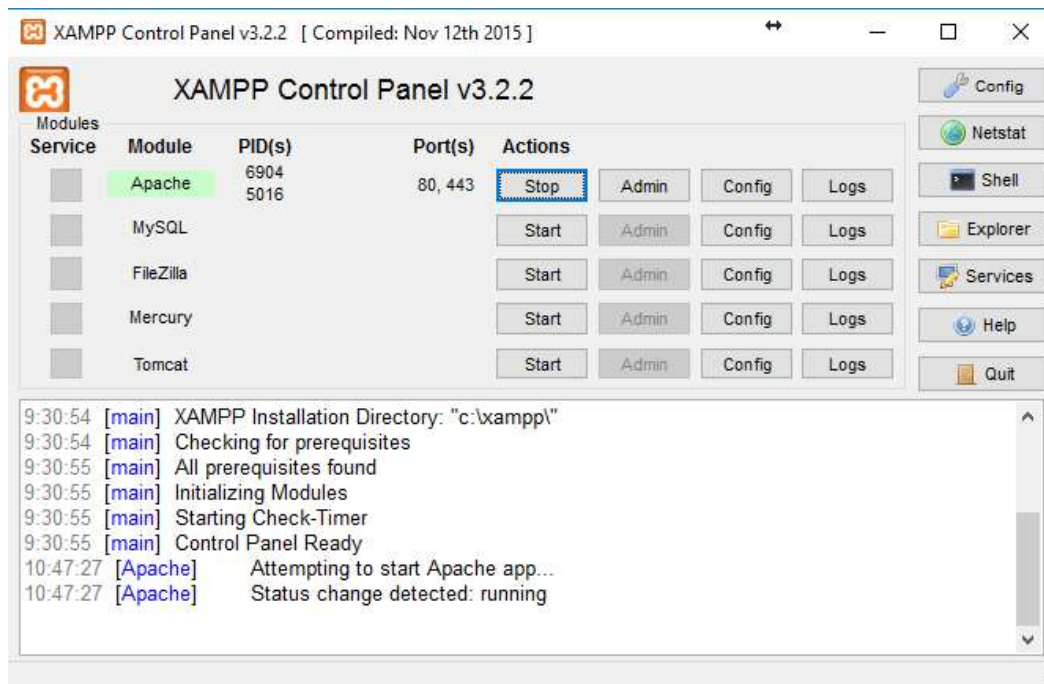 XAMPP Control Panel v3.2.2 [ Compiled: Nov 12th 2015 ]
XAMPP Control Panel v3.2.2
Config
Modules
Netstat
Service Module PID(s) Port(s) Actions
Apache 6904 5016 80, 443 Stop Admin Config Logs
Shell
MySQL Start Admin Config Logs
Explorer
FileZilla Start Admin Config Logs
Services
Mercury Start Admin Config Logs
Help
Tomcat Start Admin Config Logs
Quit
9:30:54 [main] XAMPP Installation Directory: "c:\xampp\"
9:30:54 [main] Checking for prerequisites
9:30:55 [main] All prerequisites found
9:30:55 [main] Initializing Modules
9:30:55 [main] Starting Check-Timer
9:30:55 [main] Control Panel Ready
10:47:27 [Apache] Attempting to start Apache app...
10:47:27 [Apache] Status change detected: running